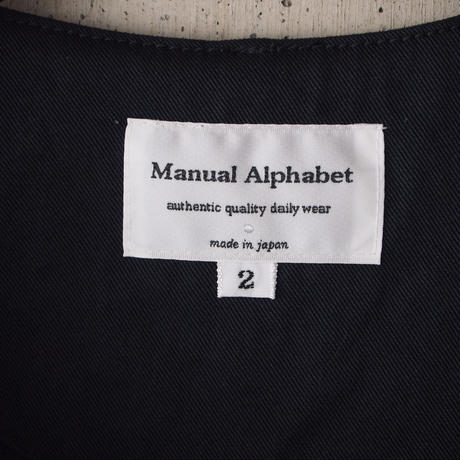 Manual Alphabet
authentic quality daily wear
made in japan
2